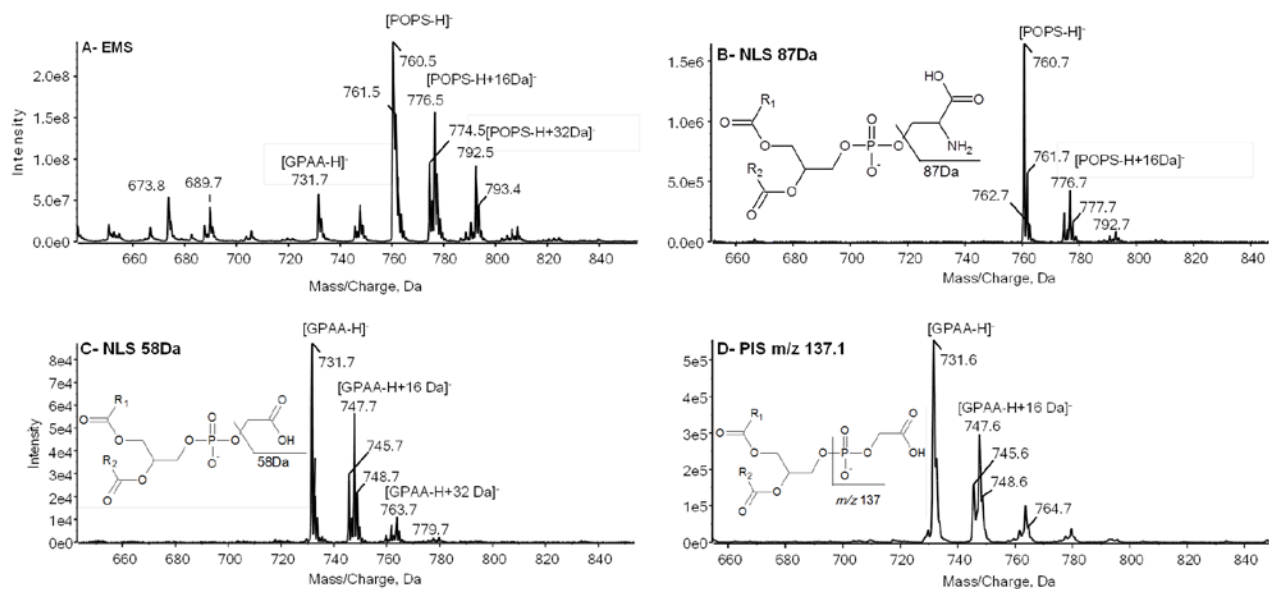 [POPS-H]-
A- EMS
760.5
[POPS-H+16Da]-
761.5
776.5
774.5
[POPS-H+32Da]-
792.5
[GPAA-H]-
731.7
793.4
673.8
689.7
2.0e8
1.5e8
1.0e8
5.0e7
0.0e0
Intensity
660 680 700 720 740 760 780 800 820 840
Mass/Charge, Da
[POPS-H]-
B- NLS 87Da
760.7
1.5e6
1.0e6
5.0e5
0.0e0
HO
O
R1
O
O
O
O P O
NH2
R2
O
O-
87Da
O
761.7
[POPS-H+16Da]-
776.7
762.7
777.7
792.7
660 680 700 720 740 760 780 800 820 840
Mass/Charge, Da
[GPAA-H]-
C- NLS 58Da
731.7
8e4
7e4
6e4
5e4
4e4
3e4
2e4
1e4
0e0
Intensity
[GPAA-H+16 Da]-
747.7
745.7
748.7
[GPAA-H+32 Da]-
763.7
779.7
R1
O
O
O
O
O P O
OH
R2
O
O-
58Da
O
660 680 700 720 740 760 780 800 820 840
Mass/Charge, Da
[GPAA-H]-
D- PIS m/z 137.1
731.6
5e5
4e5
3e5
2e5
1e5
0e0
[GPAA-H+16 Da]-
747.6
745.6
748.6
764.7
R1
O
O
O
O
O P O
OH
R2
O
O-
m/z 137
O
660 680 700 720 740 760 780 800 820 840
Mass/Charge, Da